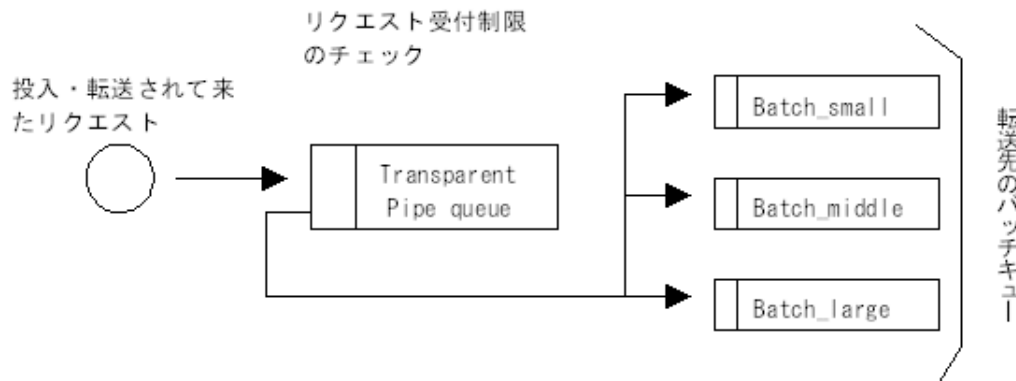 リクエスト受付制限
のチェック
投入・転送されて来
たリクエスト
Transparent
Pipe queue
Batch_small
Batch_middle
Batch_large
転送先のバッチキュー